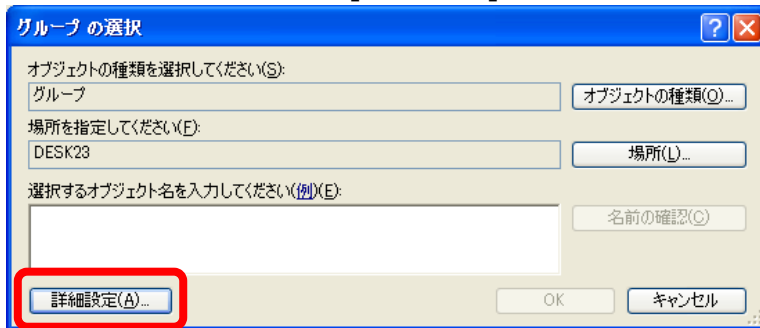 グループ の選択
オブジェクトの種類を選択してください(S):
グループ
オブジェクトの種類(O)...
場所を指定してください(F):
DESK23
場所(L)...
選択するオブジェクト名を入力してください(例)(E):
名前の確認(C)
詳細設定(A)...
OK
キャンセル